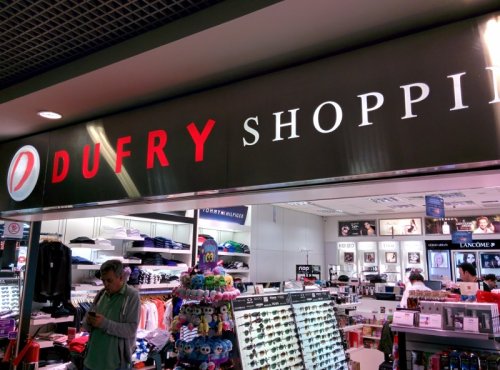 DUFRY SHOPPI
TOMMY HILFIGER
LANCÔME